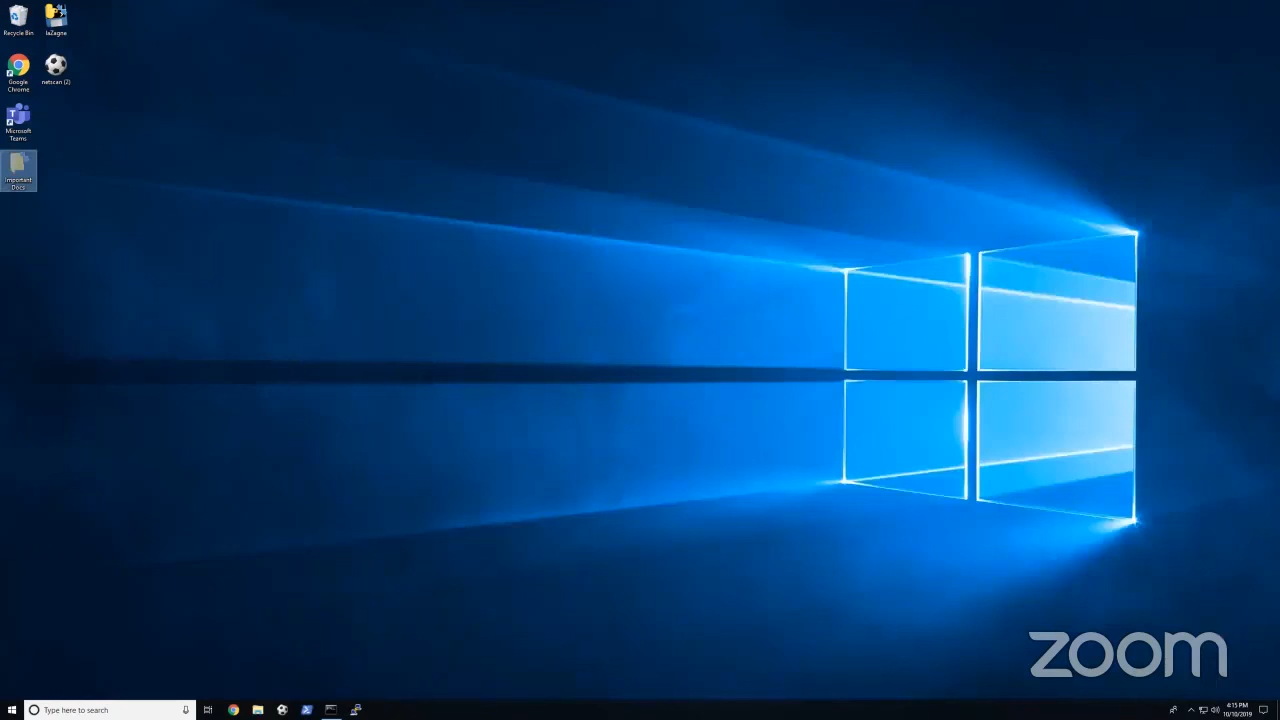 Recycle Bin
laZagne
Google
Chrome
netscan (2)
Microsoft
Teams
Important
Docs
zoom
Type here to search
4:15 PM
10/10/2019